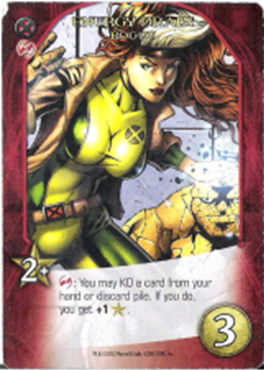 ENERGY DRAIN
ROGUE
2+
: You may KO a card from your
hand or discard pile. If you do,
you get +1 .
3